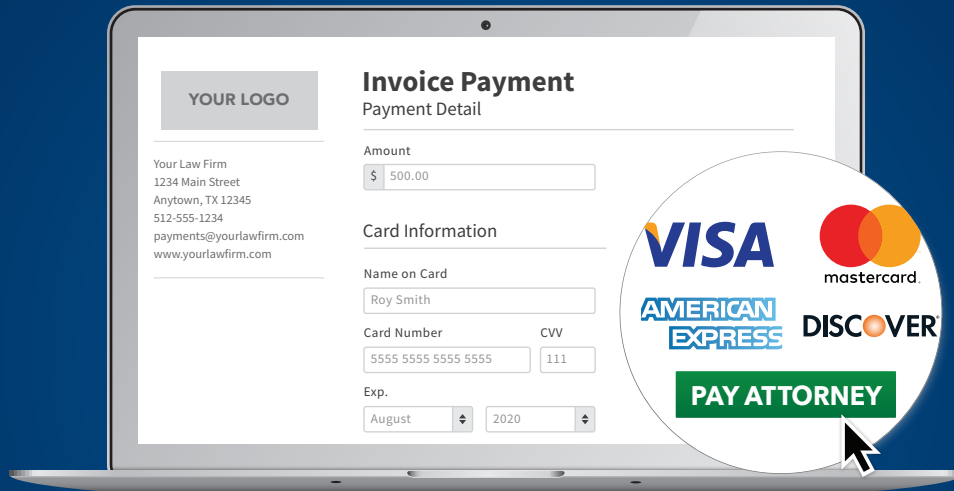 YOUR LOGO
Your Law Firm
1234 Main Street
Anytown, TX 12345
512-555-1234
payments@yourlawfirm.com
www.yourlawfirm.com
Invoice Payment
Payment Detail
Amount
$ 500.00
Card Information
Name on Card
Roy Smith
Card Number CVV
5555 5555 5555 5555 111
Exp.
August 2020
VISA
mastercard.
AMERICAN
EXPRESS
DISCOVER
PAY ATTORNEY